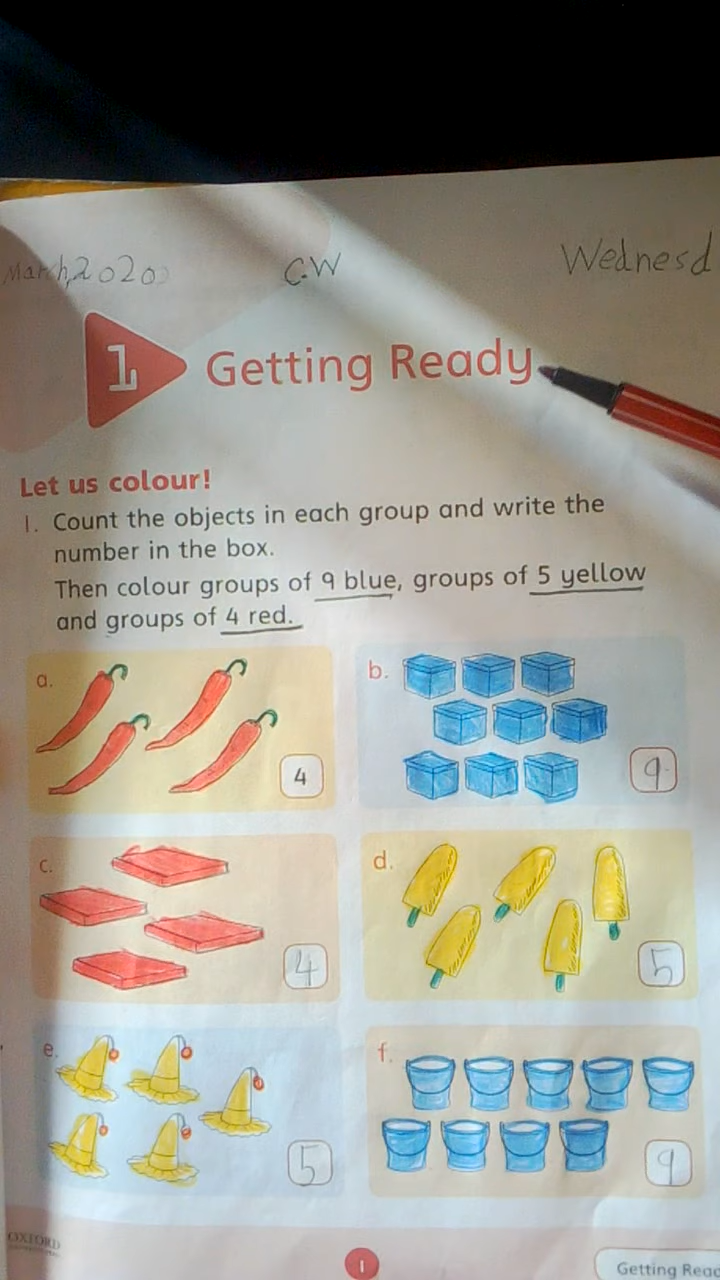 March, 2020 C.W Wednesd
1 Getting Ready
Let us colour!
1. Count the objects in each group and write the
number in the box.
Then colour groups of 9 blue, groups of 5 yellow
and groups of 4 red.
a. 4
b. 9
c. 4
d. 5
e. 5
f. 9
OXFORD
1
Getting Read